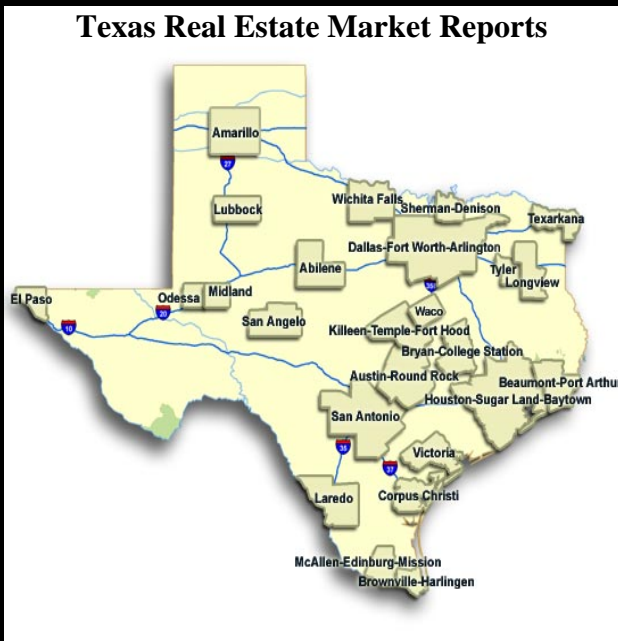 Texas Real Estate Market Reports
Amarillo
27
Lubbock
Wichita Falls
Sherman-Denison
Texarkana
Dallas-Fort Worth-Arlington
Abilene
Tyler
Longview
El Paso
Odessa
Midland
20
10
35
San Angelo
Waco
Killeen-Temple-Fort Hood
Bryan-College Station
Austin-Round Rock
Beaumont-Port Arthur
Houston-Sugar Land-Baytown
San Antonio
35
37
Victoria
Laredo
Corpus Christi
McAllen-Edinburg-Mission
Brownville-Harlingen